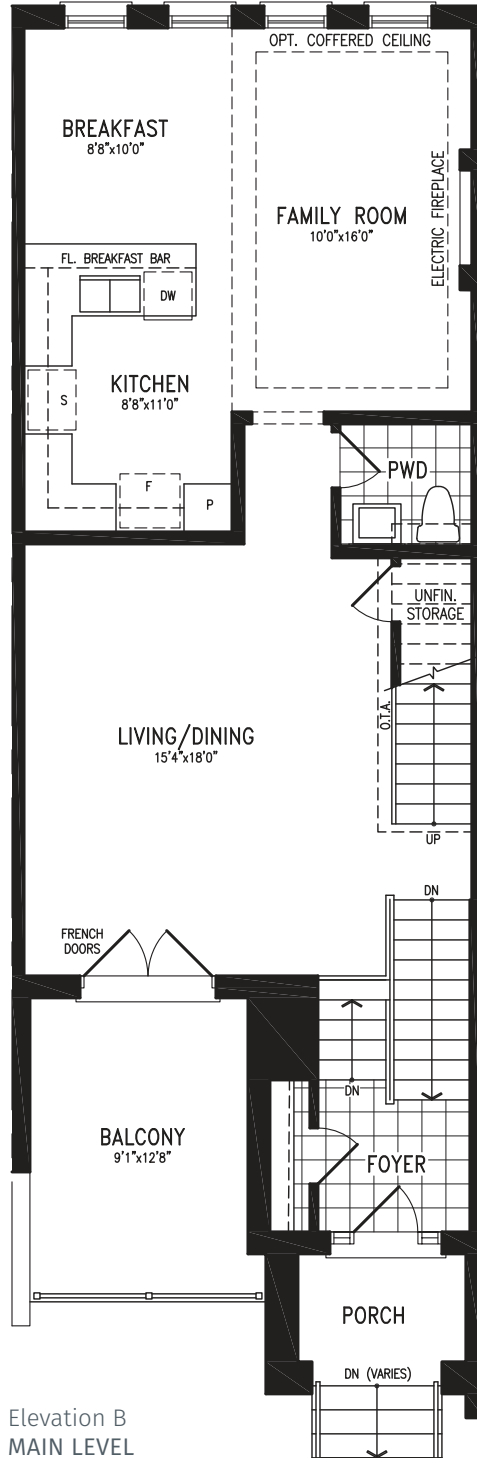 OPT. COFFERED CEILING
BREAKFAST
8'8"x10'0"
ELECTRIC FIREPLACE
FAMILY ROOM
10'0"x16'0"
FL. BREAKFAST BAR
DW
KITCHEN
8'8"x11'0"
S
F
P
PWD
UNFIN.
STORAGE
O.T.A.
LIVING/DINING
15'4"x18'0"
UP
DN
FRENCH
DOORS
DN
BALCONY
9'1"x12'8"
FOYER
PORCH
DN (VARIES)
Elevation B
MAIN LEVEL